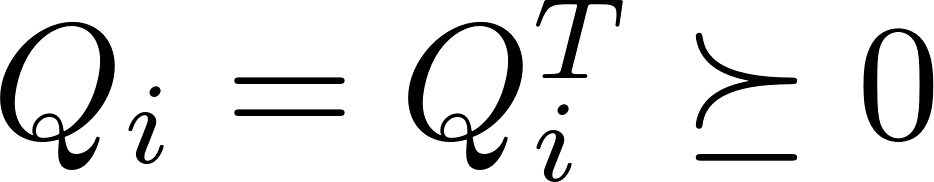 $Q_i = Q_i^T \succeq 0$